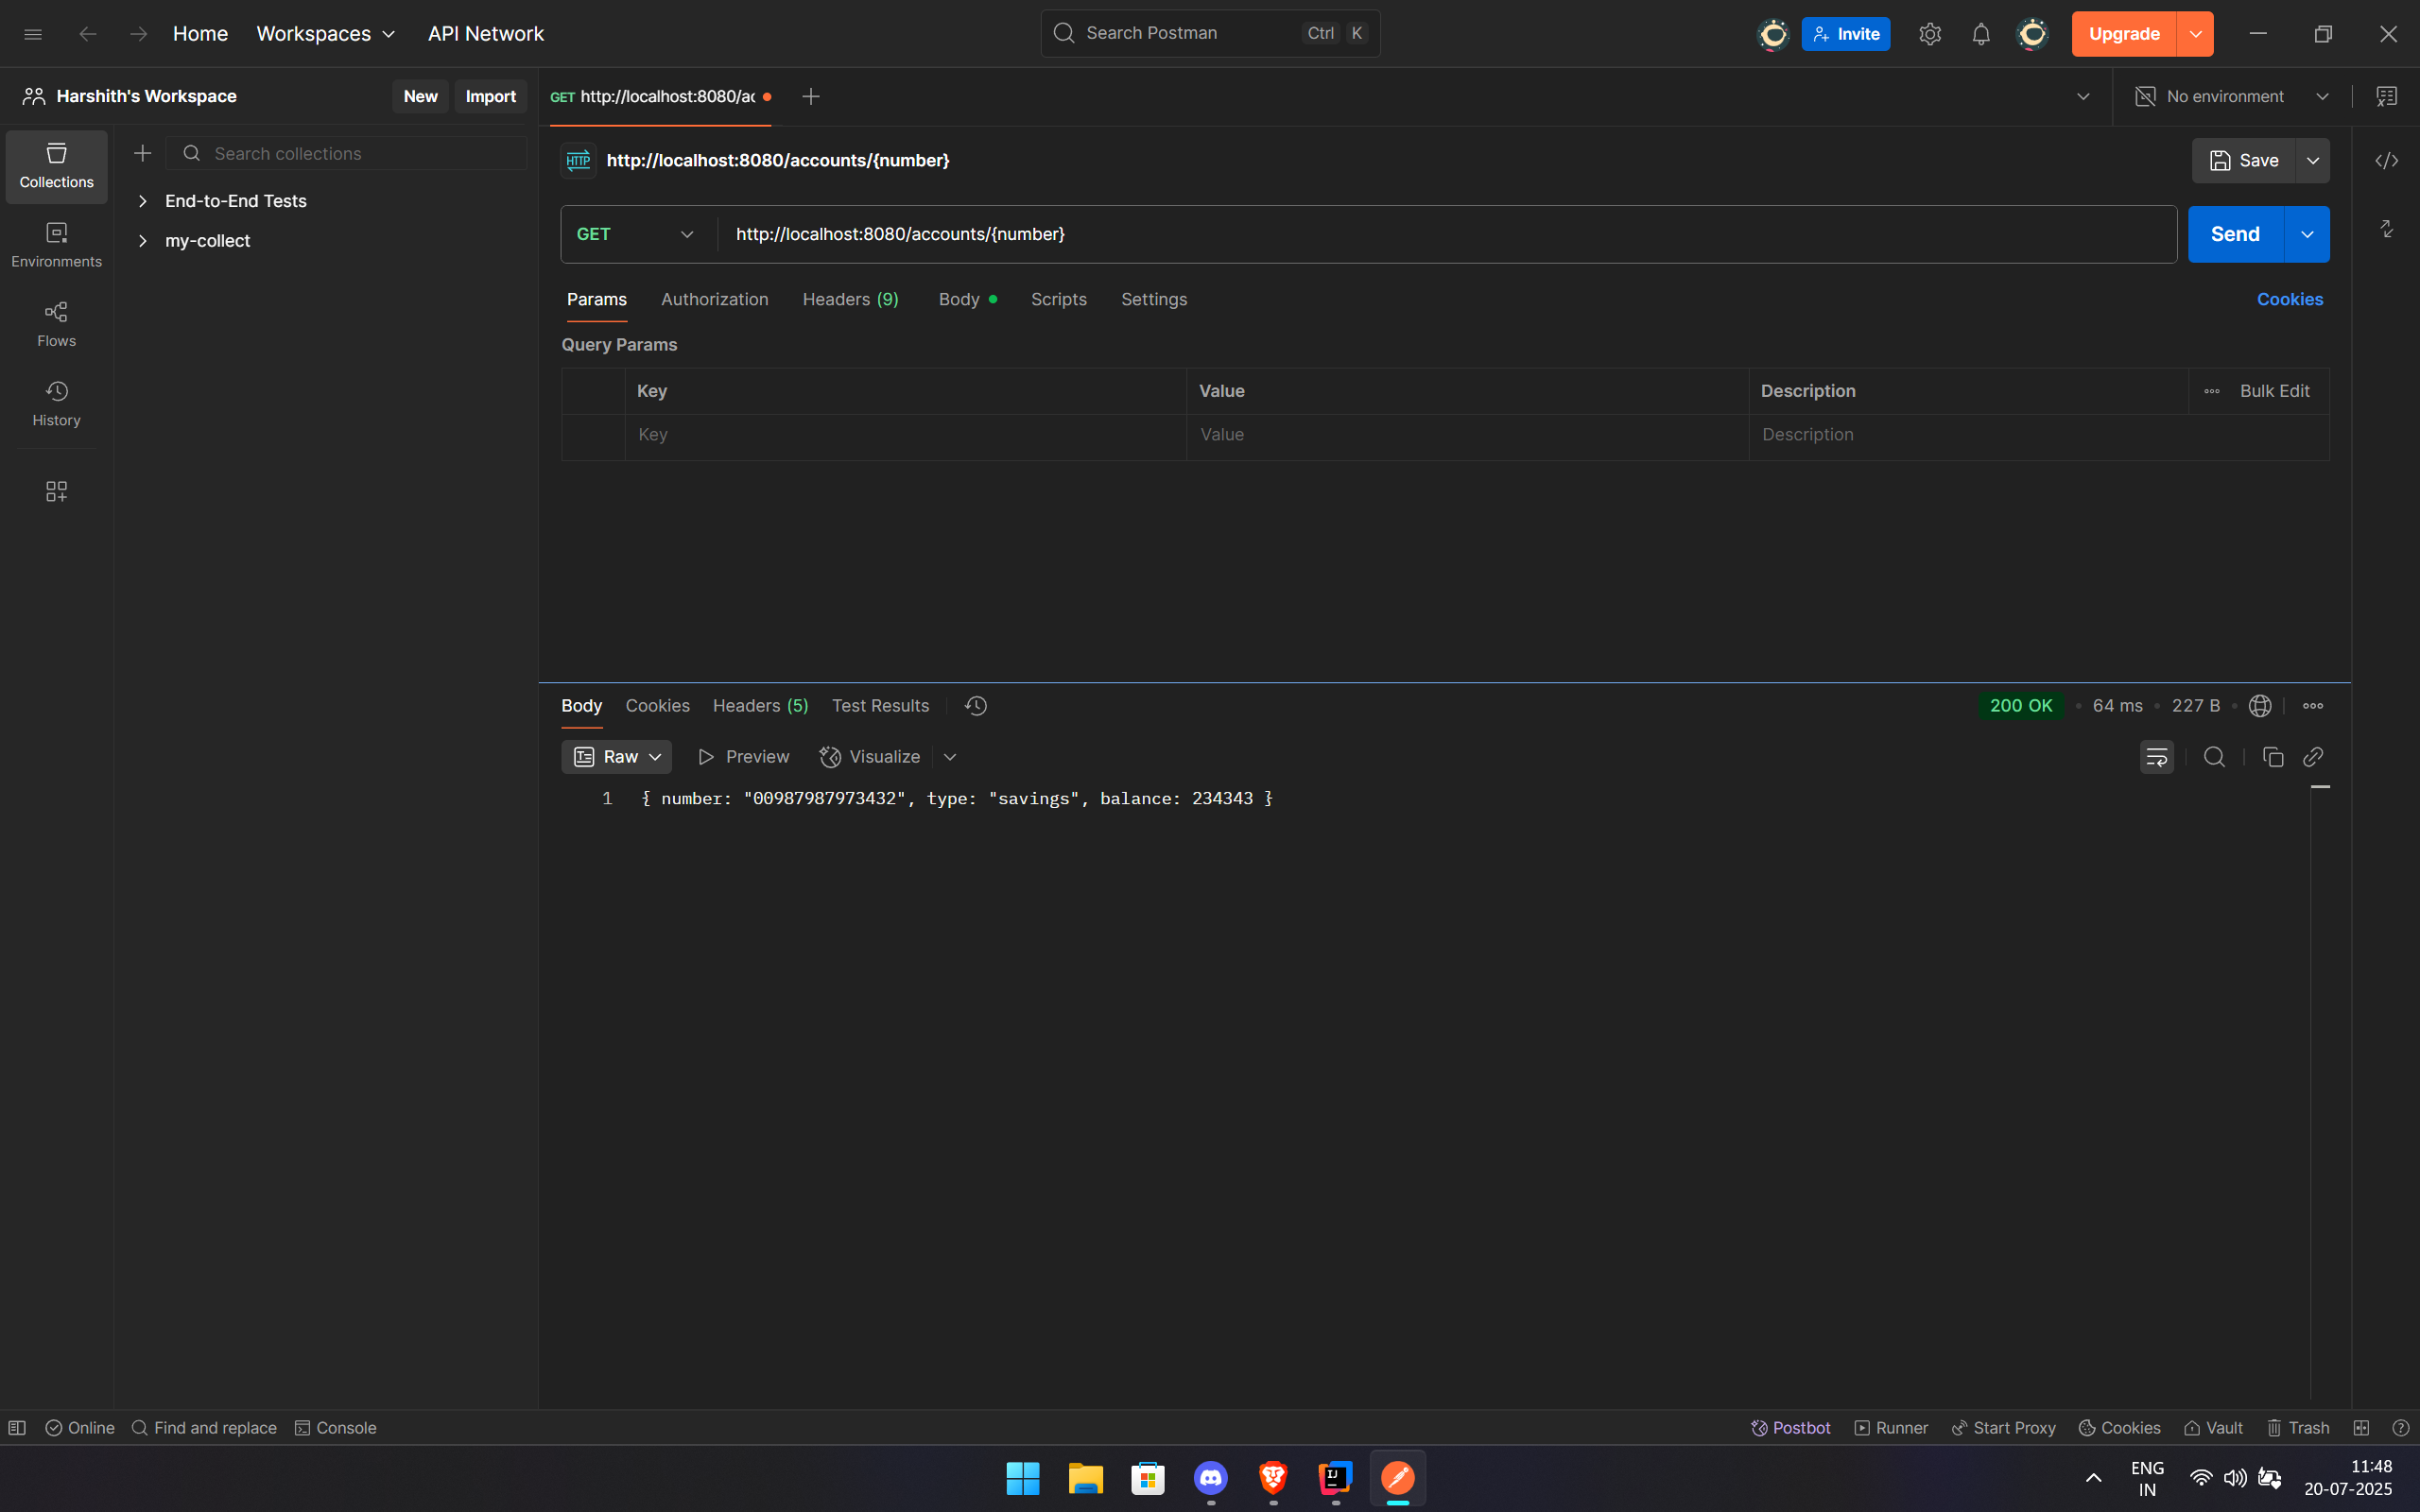 Home Workspaces API Network Search Postman Ctrl K Invite Upgrade
Harshith's Workspace New Import GET http://localhost:8080/ac No environment
Collections
Search collections
End-to-End Tests
my-collect
Environments
Flows
History
HTTP http://localhost:8080/accounts/{number} Save
GET http://localhost:8080/accounts/{number} Send
Params Authorization Headers (9) Body Scripts Settings Cookies
Query Params
Key Value Description Bulk Edit
Key Value Description
Body Cookies Headers (5) Test Results 200 OK 64 ms 227 B
Raw Preview Visualize
1 { number: "00987987973432", type: "savings", balance: 234343 }
Online Find and replace Console Postbot Runner Start Proxy Cookies Vault Trash
IJ
ENG
IN
11:48
20-07-2025